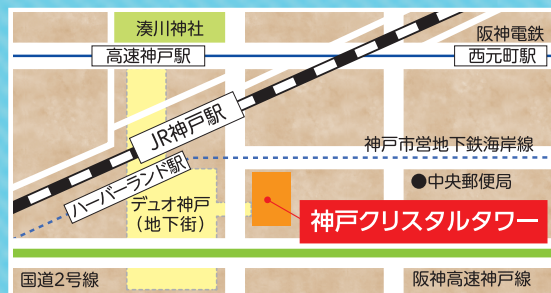 湊川神社
阪神電鉄
高速神戸駅
西元町駅
JR神戸駅
神戸市営地下鉄海岸線
ハーバーランド駅
中央郵便局
デュオ神戸
（地下街）
神戸クリスタルタワー
国道2号線
阪神高速神戸線